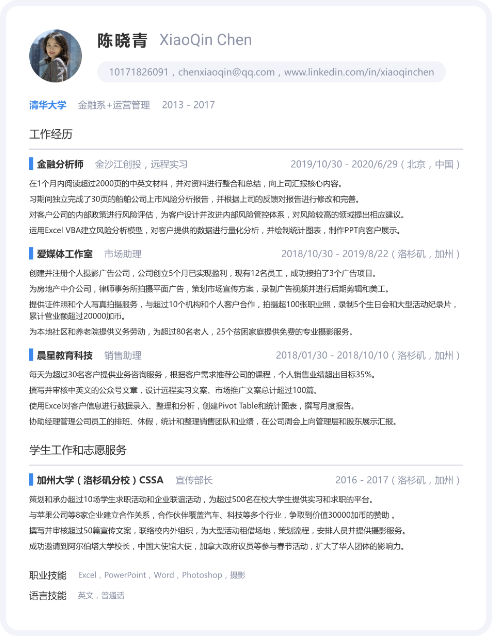 陈晓青 XiaoQin Chen
10171826091，chenxiaoqin@qq.com，www.linkedin.com/in/xiaoqinchen
清华大学 金融系+运营管理 2013 - 2017
工作经历
金融分析师 金沙江创投，远程实习 2019/10/30 - 2020/6/29（北京，中国）
在1个月内阅读超过2000页的中英文材料，并对资料进行整合和总结，向上司汇报核心内容。
习期间独立完成了30页的船舶公司上市风险分析报告，并根据上司的反馈对报告进行修改和完善。
对客户公司的内部政策进行风险评估，为客户设计并改进内部风险管控体系，对风险较高的领域提出相应建议。
运用Excel VBA建立风险分析模型，对客户提供的数据进行量化分析，并绘制统计图表，制作PPT向客户展示。
爱媒体工作室 市场助理 2018/10/30 - 2019/8/22（洛杉矶，加州）
创建并注册个人摄影广告公司，公司创立5个月已实现盈利，现有12名员工，成功接拍了3个广告项目。
为房地产中介公司，律师事务所拍摄平面广告，策划市场宣传方案，录制广告视频并进行后期剪辑和美工。
提供证件照和个人写真拍摄服务，与超过10个机构和个人客户合作，拍摄超100张职业照，录制5个生日会和大型活动纪录片，
累计营业额超过20000加币。
为本地社区和养老院提供义务劳动，为超过80名老人，25个贫困家庭提供免费的专业摄影服务。
晨星教育科技 销售助理 2018/01/30 - 2018/10/10（洛杉矶，加州）
每天为超过30名客户提供业务咨询服务，根据客户需求推荐公司的课程，个人销售业绩超出目标35%。
撰写并审核中英文的公众号文章，设计远程实习文案、市场推广文案总计超过100篇。
使用Excel对客户信息进行数据录入、整理和分析，创建Pivot Table和统计图表，撰写月度报告。
协助经理管理公司员工的排班、休假，统计和整理销售团队和业绩，在公司周会上向管理层和股东展示汇报。
学生工作和志愿服务
加州大学（洛杉矶分校）CSSA 宣传部长 2016 - 2017（洛杉矶，加州）
策划和承办超过10场学生求职活动和企业联谊活动，为超过500名在校大学生提供实习和求职的平台。
与苹果公司等8家企业建立合作关系，合作伙伴覆盖汽车、科技等多个行业，争取到价值30000加币的赞助。
撰写并审核超过50篇宣传文案，联络校内外组织，为大型活动租借场地，策划流程，安排人员并提供摄影服务。
成功邀请到阿尔伯塔大学校长，中国大使馆大使，加拿大政府议员等参与春节活动，扩大了华人团体的影响力。
职业技能 Excel，PowerPoint，Word，Photoshop，摄影
语言技能 英文，普通话